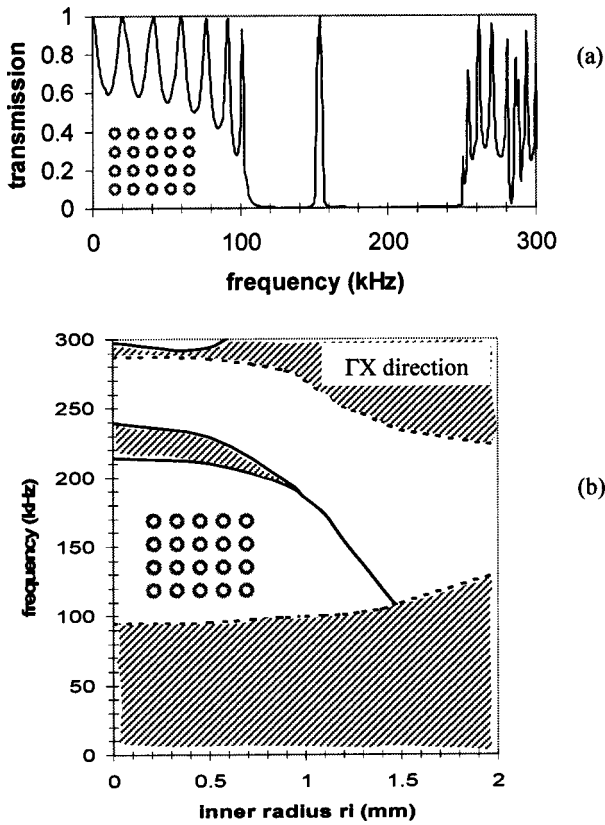 (a)
transmission
1
0.8
0.6
0.4
0.2
0
0 100 200 300
frequency (kHz)
(b)
ΓX direction
frequency (kHz)
300
250
200
150
100
50
0
0 0.5 1 1.5 2
inner radius ri (mm)